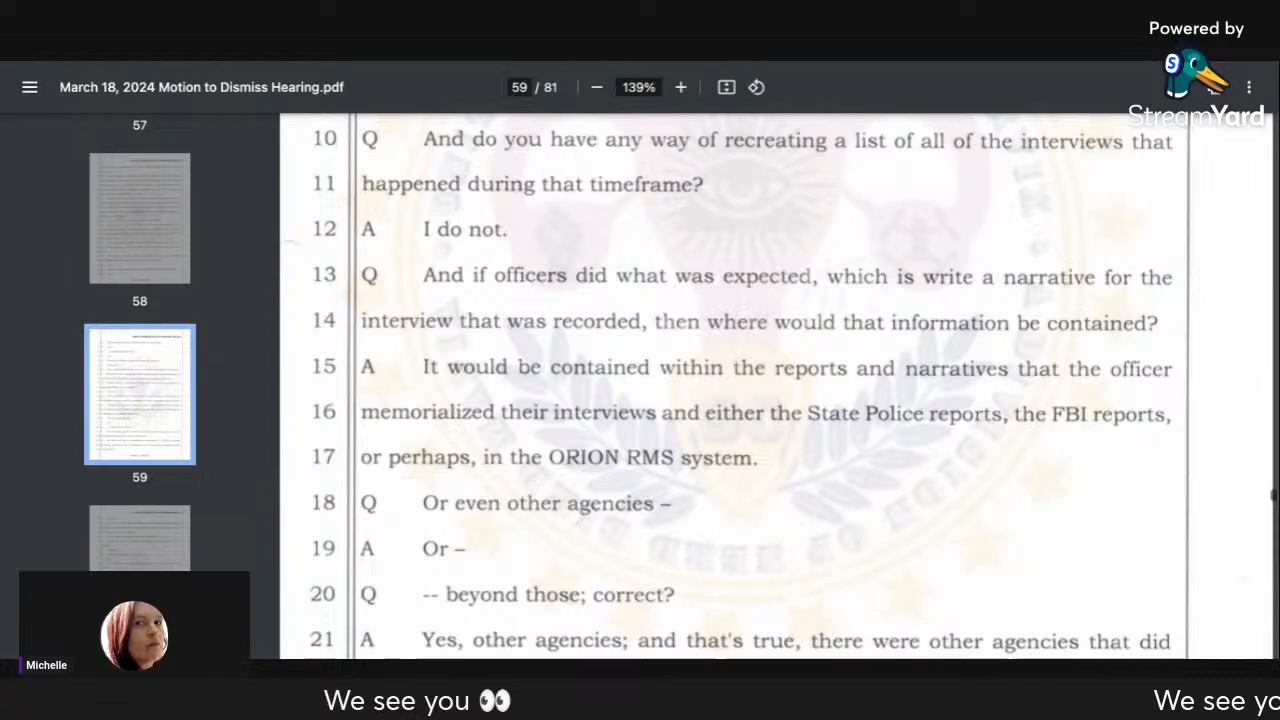 Powered by
StreamYard
March 18, 2024 Motion to Dismiss Hearing.pdf
59 / 81
139%
57
58
59
10 Q And do you have any way of recreating a list of all of the interviews that
11 happened during that timeframe?
12 A I do not.
13 Q And if officers did what was expected, which is write a narrative for the
14 interview that was recorded, then where would that information be contained?
15 A It would be contained within the reports and narratives that the officer
16 memorialized their interviews and either the State Police reports, the FBI reports,
17 or perhaps, in the ORION RMS system.
18 Q Or even other agencies –
19 A Or –
20 Q -- beyond those; correct?
21 A Yes, other agencies; and that's true, there were other agencies that did
Michelle
We see you 👀
We see yo